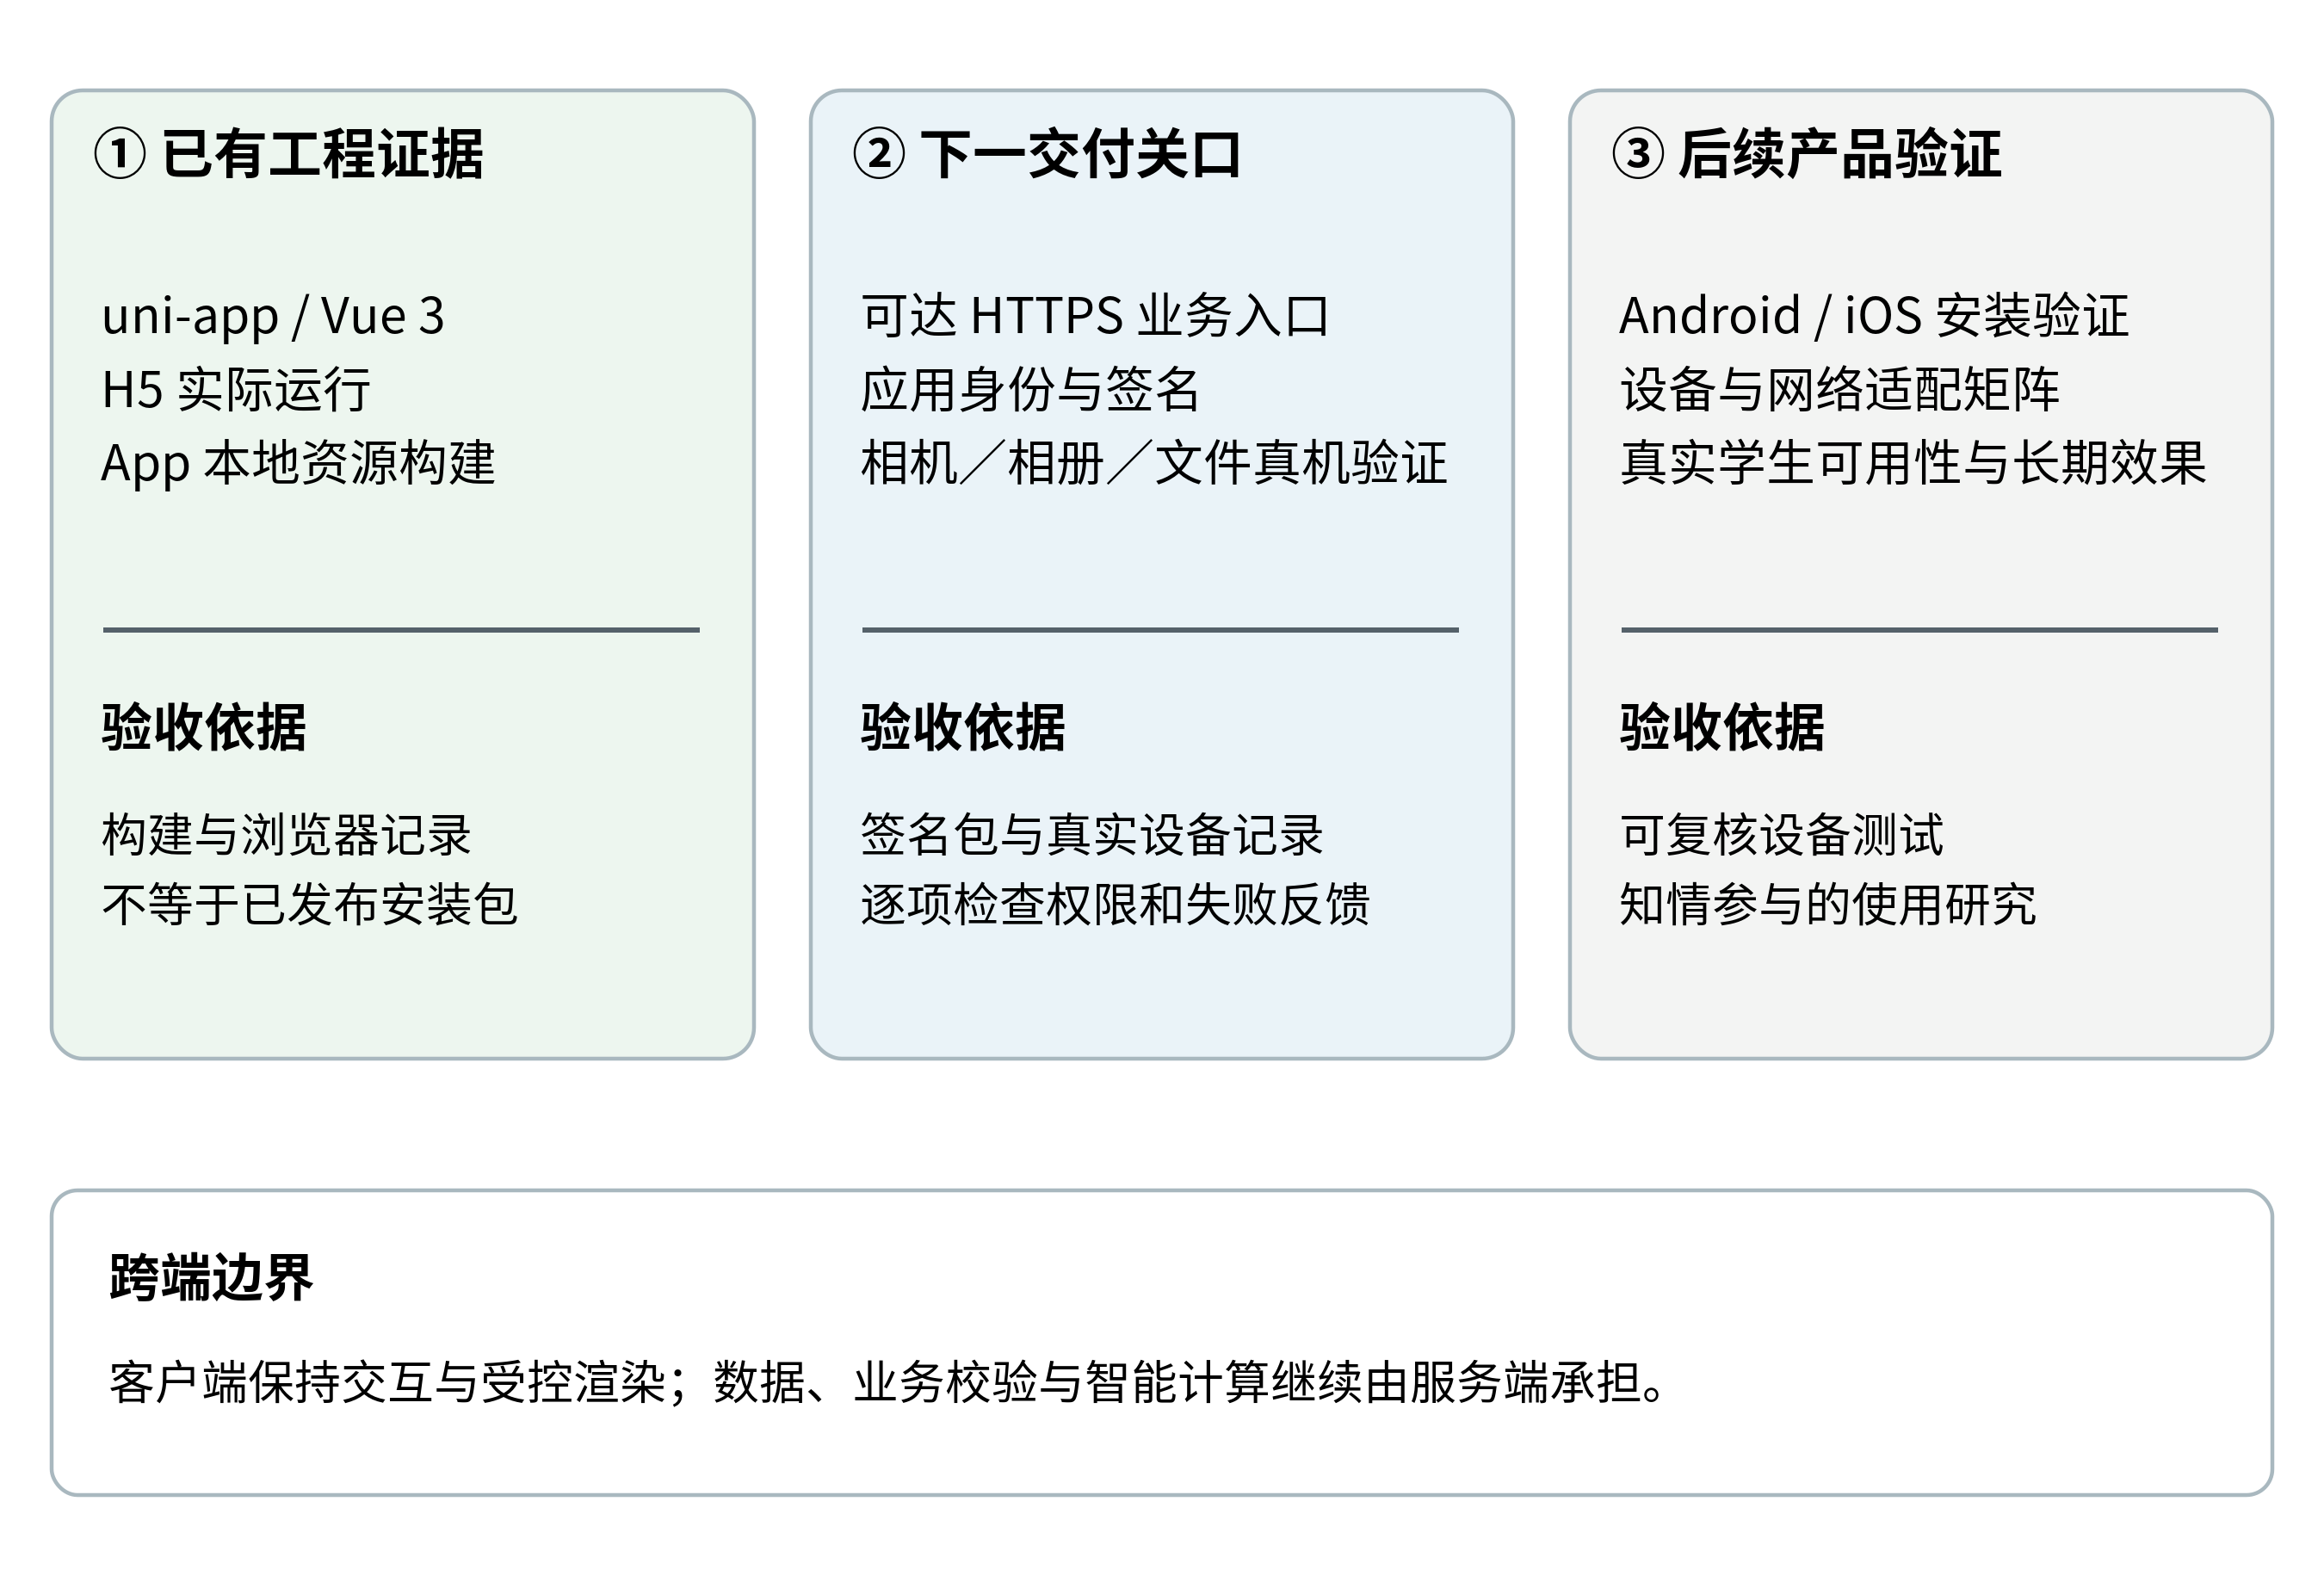 ① 已有工程证据
uni-app / Vue 3
H5 实际运行
App 本地资源构建
验收依据
构建与浏览器记录
不等于已发布安装包
② 下一交付关口
可达 HTTPS 业务入口
应用身份与签名
相机／相册／文件真机验证
验收依据
签名包与真实设备记录
逐项检查权限和失败反馈
③ 后续产品验证
Android / iOS 安装验证
设备与网络适配矩阵
真实学生可用性与长期效果
验收依据
可复核设备测试
知情参与的使用研究
跨端边界
客户端保持交互与受控渲染；数据、业务校验与智能计算继续由服务端承担。